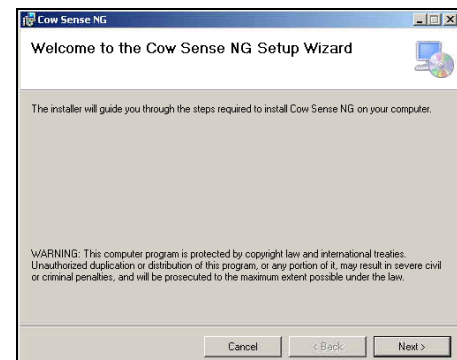 Cow Sense NG
Welcome to the Cow Sense NG Setup Wizard
The installer will guide you through the steps required to install Cow Sense NG on your computer.
WARNING: This computer program is protected by copyright law and international treaties.
Unauthorized duplication or distribution of this program, or any portion of it, may result in severe civil
or criminal penalties, and will be prosecuted to the maximum extent possible under the law.
Cancel
< Back
Next >